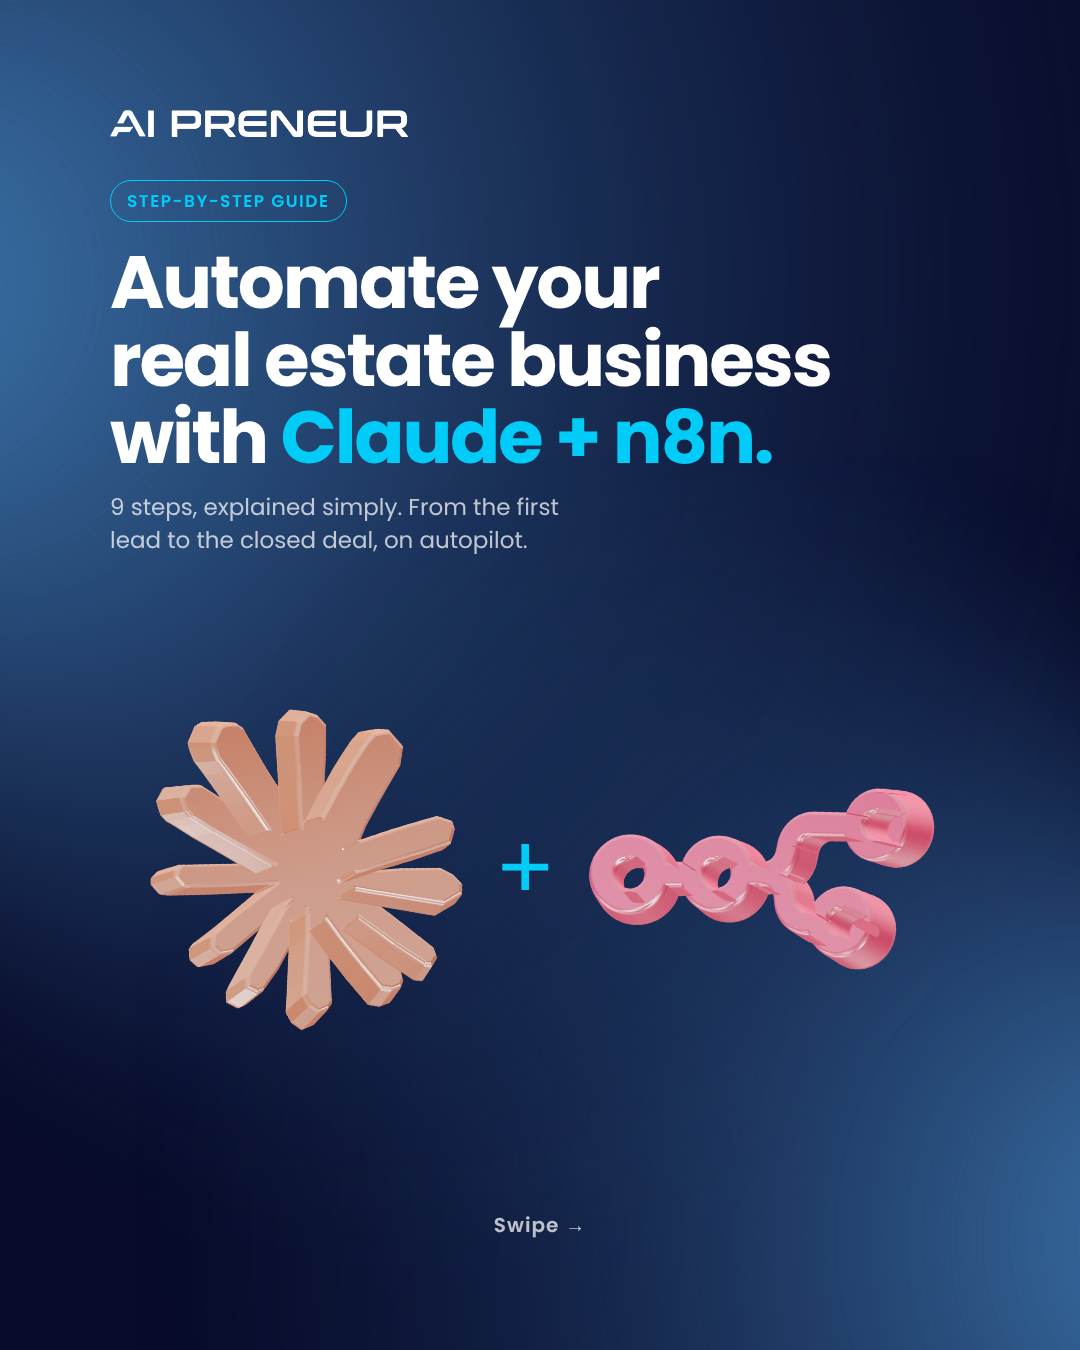 AI PRENEUR
STEP-BY-STEP GUIDE
Automate your
real estate business
with Claude + n8n.
9 steps, explained simply. From the first
lead to the closed deal, on autopilot.
+
Swipe →